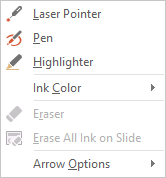 Laser Pointer
Pen
Highlighter
Ink Color
Eraser
Erase All Ink on Slide
Arrow Options